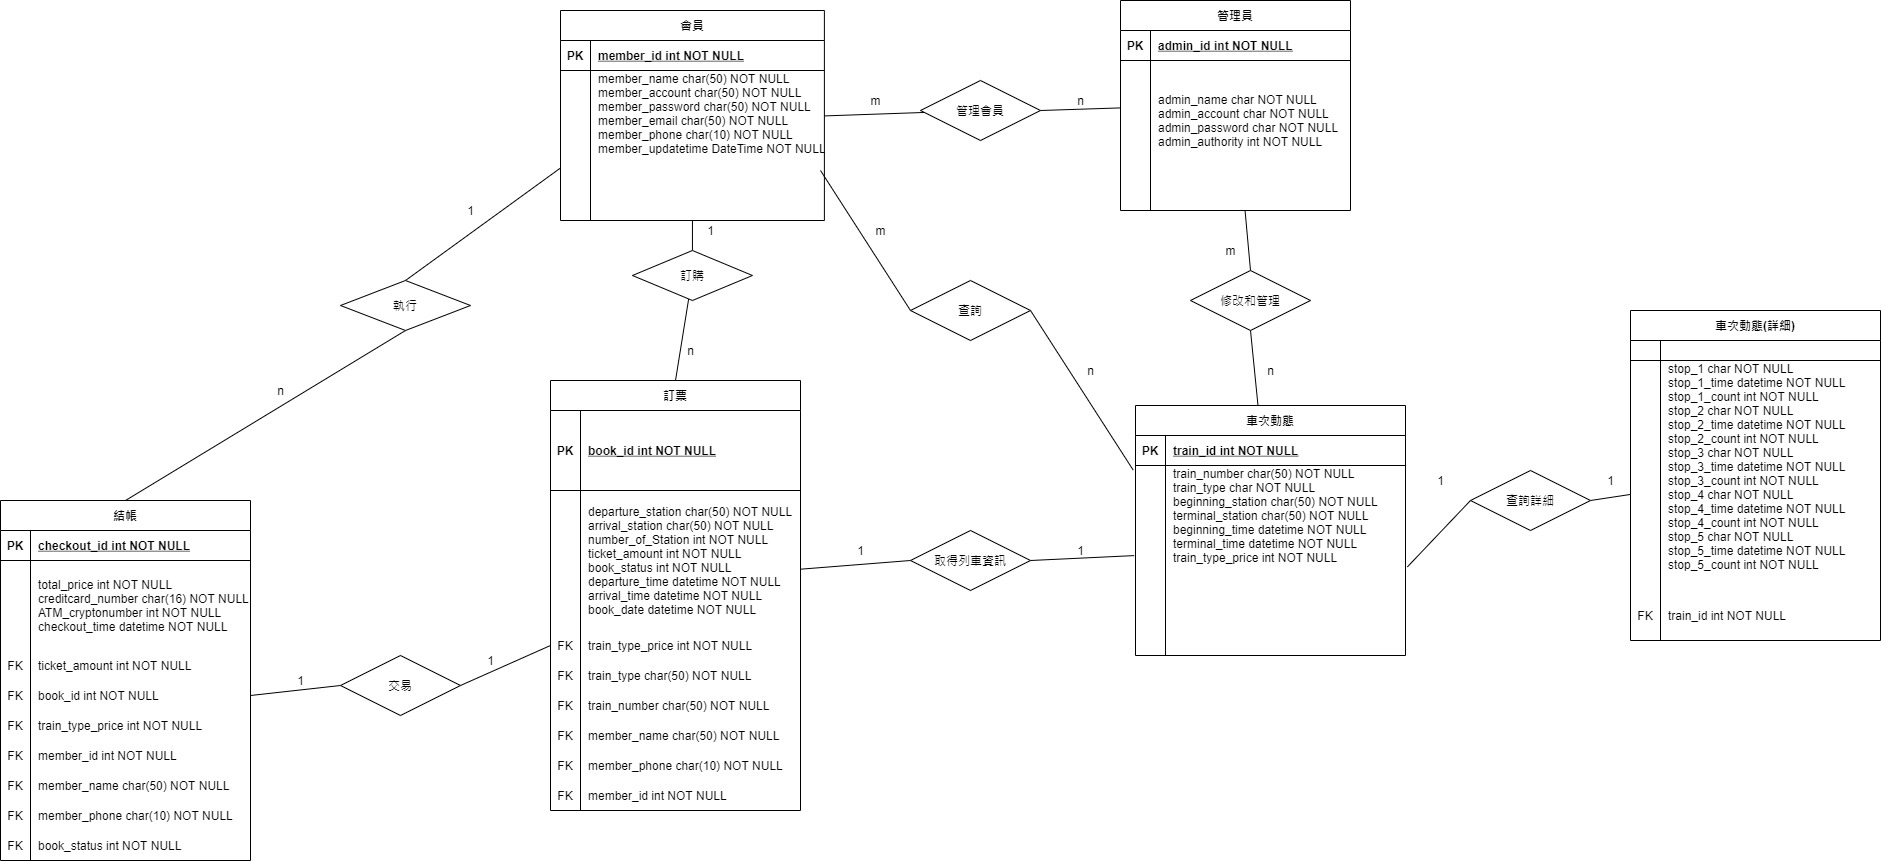 會員
PK member_id int NOT NULL
member_name char(50) NOT NULL
member_account char(50) NOT NULL
member_password char(50) NOT NULL
member_email char(50) NOT NULL
member_phone char(10) NOT NULL
member_updatetime DateTime NOT NULL
m
管理會員
n
管理員
PK admin_id int NOT NULL
admin_name char NOT NULL
admin_account char NOT NULL
admin_password char NOT NULL
admin_authority int NOT NULL
1
執行
n
1
訂購
n
m
查詢
n
m
修改和管理
n
車次動態(詳細)
stop_1 char NOT NULL
stop_1_time datetime NOT NULL
stop_1_count int NOT NULL
stop_2 char NOT NULL
stop_2_time datetime NOT NULL
stop_2_count int NOT NULL
stop_3 char NOT NULL
stop_3_time datetime NOT NULL
stop_3_count int NOT NULL
stop_4 char NOT NULL
stop_4_time datetime NOT NULL
stop_4_count int NOT NULL
stop_5 char NOT NULL
stop_5_time datetime NOT NULL
stop_5_count int NOT NULL
FK train_id int NOT NULL
訂票
PK book_id int NOT NULL
departure_station char(50) NOT NULL
arrival_station char(50) NOT NULL
number_of_Station int NOT NULL
ticket_amount int NOT NULL
book_status int NOT NULL
departure_time datetime NOT NULL
arrival_time datetime NOT NULL
book_date datetime NOT NULL
FK train_type_price int NOT NULL
FK train_type char(50) NOT NULL
FK train_number char(50) NOT NULL
FK member_name char(50) NOT NULL
FK member_phone char(10) NOT NULL
FK member_id int NOT NULL
1
取得列車資訊
1
車次動態
PK train_id int NOT NULL
train_number char(50) NOT NULL
train_type char NOT NULL
beginning_station char(50) NOT NULL
terminal_station char(50) NOT NULL
beginning_time datetime NOT NULL
terminal_time datetime NOT NULL
train_type_price int NOT NULL
1
查詢詳細
1
結帳
PK checkout_id int NOT NULL
total_price int NOT NULL
creditcard_number char(16) NOT NULL
ATM_cryptonumber int NOT NULL
checkout_time datetime NOT NULL
FK ticket_amount int NOT NULL
FK book_id int NOT NULL
FK train_type_price int NOT NULL
FK member_id int NOT NULL
FK member_name char(50) NOT NULL
FK member_phone char(10) NOT NULL
FK book_status int NOT NULL
1
交易
1